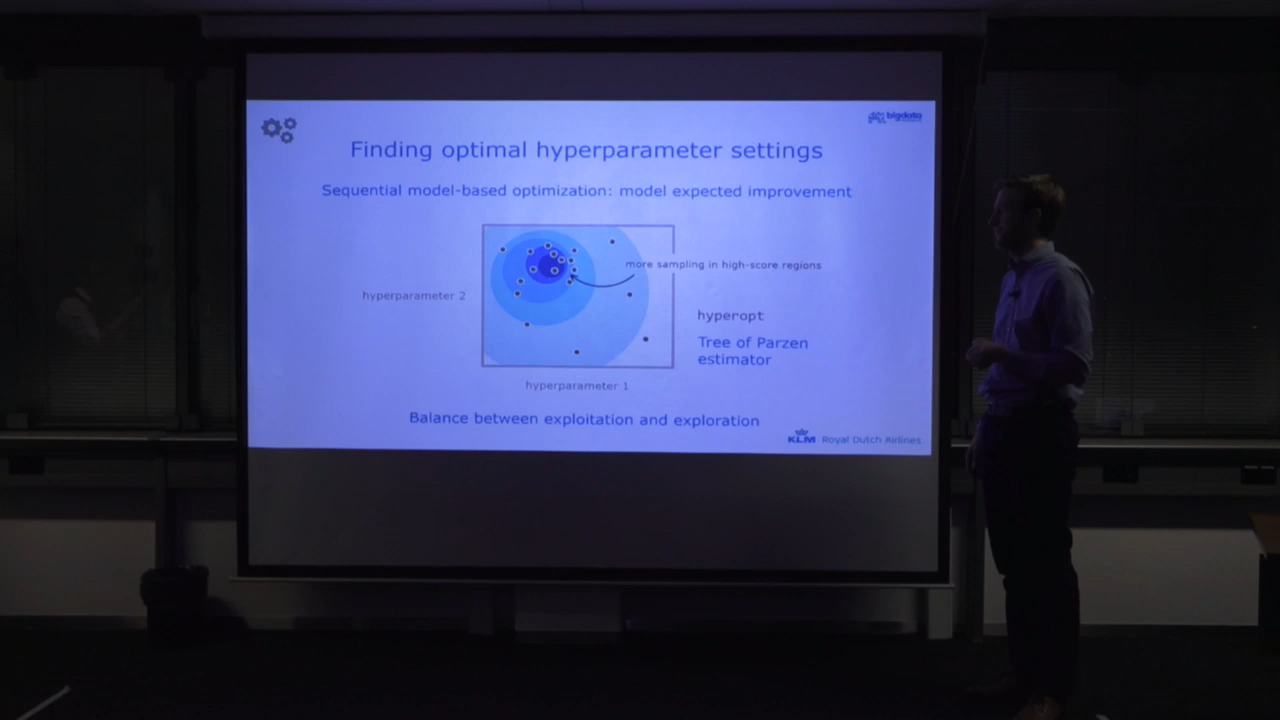 bigdata
Finding optimal hyperparameter settings
Sequential model-based optimization: model expected improvement
more sampling in high-score regions
hyperparameter 2
hyperopt
Tree of Parzen
estimator
hyperparameter 1
Balance between exploitation and exploration
KLM Royal Dutch Airlines